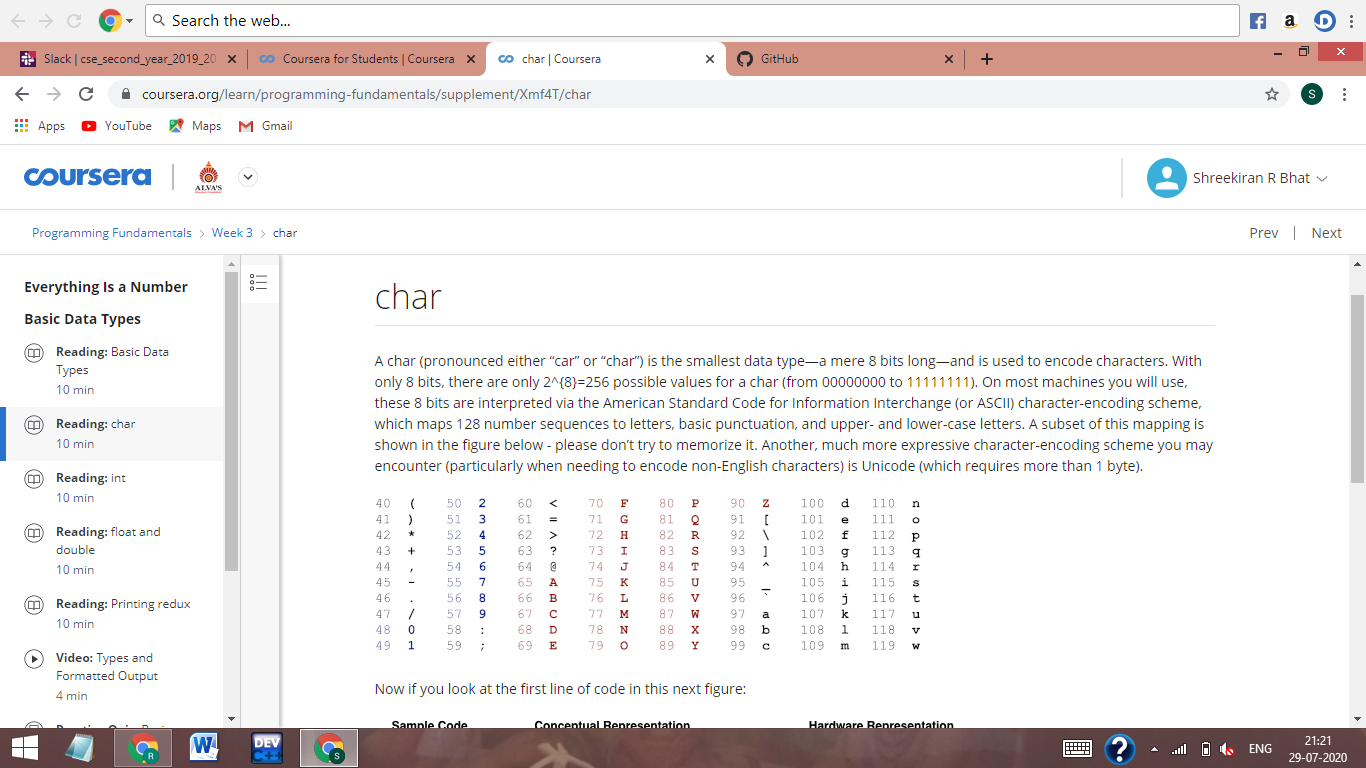 Search the web...
Slack | cse_second_year_2019_20
Coursera for Students | Coursera
char | Coursera
GitHub
coursera.org/learn/programming-fundamentals/supplement/Xmf4T/char
S
Apps YouTube Maps Gmail
coursera
ALVA'S
Shreekiran R Bhat
Programming Fundamentals > Week 3 > char
Prev | Next
Everything Is a Number
Basic Data Types
Reading: Basic Data
Types
10 min
Reading: char
10 min
Reading: int
10 min
Reading: float and
double
10 min
Reading: Printing redux
10 min
Video: Types and
Formatted Output
4 min
char
A char (pronounced either “car” or “char”) is the smallest data type—a mere 8 bits long—and is used to encode characters. With
only 8 bits, there are only 2^{8}=256 possible values for a char (from 00000000 to 11111111). On most machines you will use,
these 8 bits are interpreted via the American Standard Code for Information Interchange (or ASCII) character-encoding scheme,
which maps 128 number sequences to letters, basic punctuation, and upper- and lower-case letters. A subset of this mapping is
shown in the figure below - please don’t try to memorize it. Another, much more expressive character-encoding scheme you may
encounter (particularly when needing to encode non-English characters) is Unicode (which requires more than 1 byte).
40 ( 50 2 60 < 70 F 80 P 90 Z 100 d 110 n
41 ) 51 3 61 = 71 G 81 Q 91 [ 101 e 111 o
42 * 52 4 62 > 72 H 82 R 92 \ 102 f 112 p
43 + 53 5 63 ? 73 I 83 S 93 ] 103 g 113 q
44 , 54 6 64 @ 74 J 84 T 94 ^ 104 h 114 r
45 - 55 7 65 A 75 K 85 U 95 _ 105 i 115 s
46 . 56 8 66 B 76 L 86 V 96 ` 106 j 116 t
47 / 57 9 67 C 77 M 87 W 97 a 107 k 117 u
48 0 58 : 68 D 78 N 88 X 98 b 108 l 118 v
49 1 59 ; 69 E 79 O 89 Y 99 c 109 m 119 w
Now if you look at the first line of code in this next figure:
Sample Code Conceptual Representation Hardware Representation
DEV
C++
ENG
21:21
29-07-2020